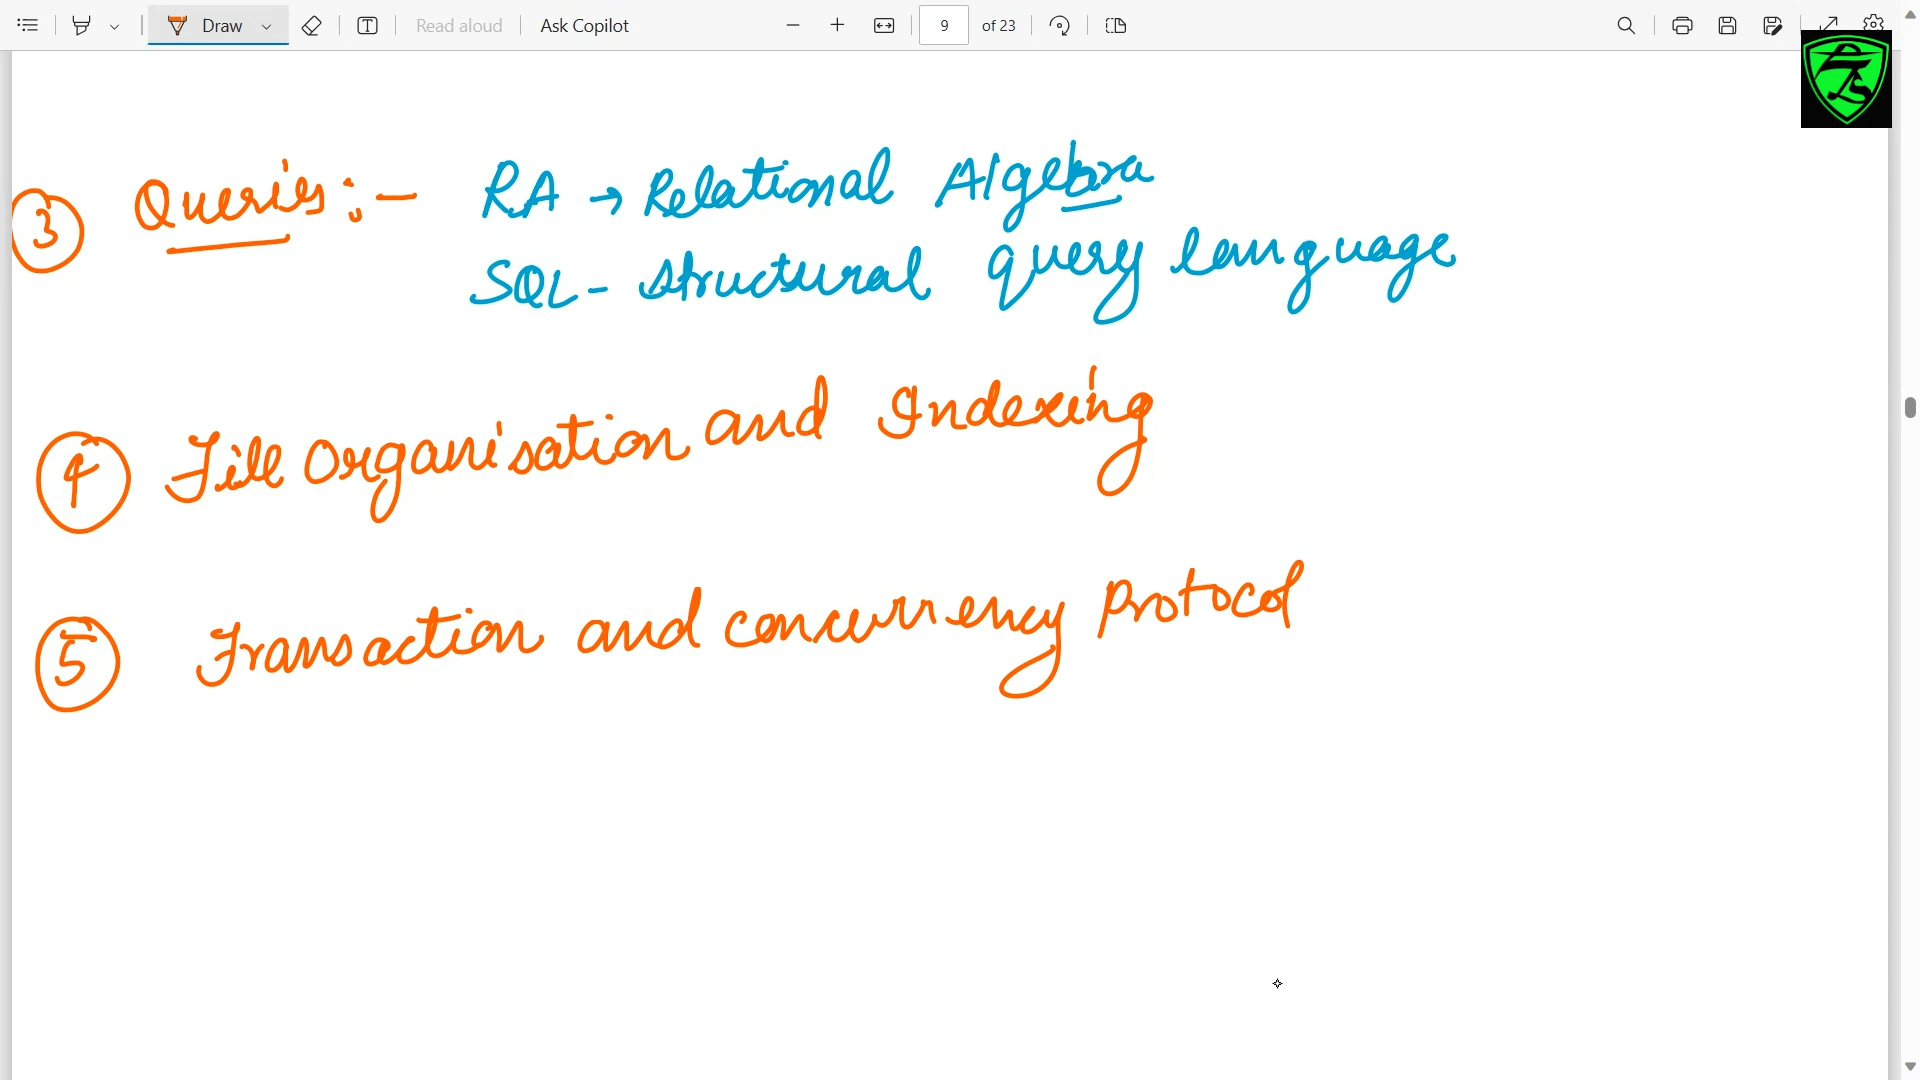 Draw
Read aloud
Ask Copilot
9 of 23
3 Queries:- RA → Relational Algebra
SQL - structural query language
4 File Organisation and Indexing
5 Transaction and concurrency protocol